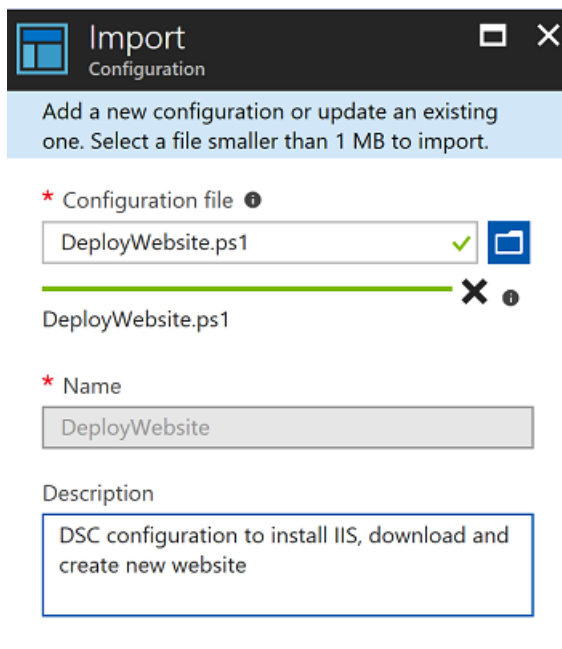 Import
Configuration
Add a new configuration or update an existing
one. Select a file smaller than 1 MB to import.
* Configuration file
DeployWebsite.ps1
DeployWebsite.ps1
* Name
DeployWebsite
Description
DSC configuration to install IIS, download and
create new website